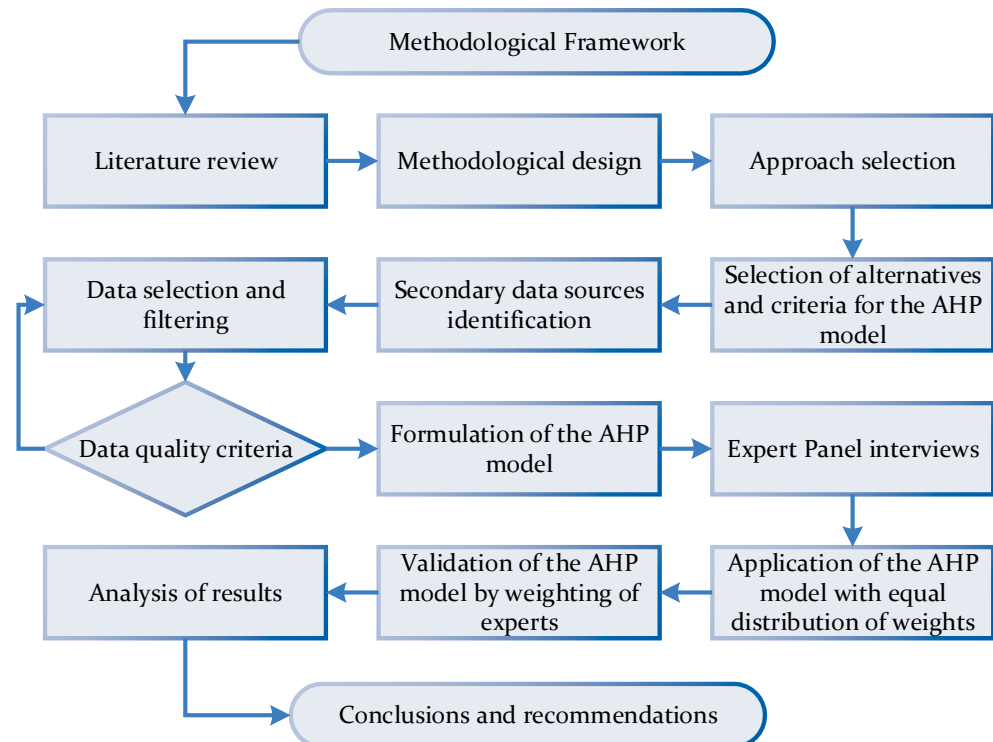 Methodological Framework
Literature review
Methodological design
Approach selection
Data selection and
filtering
Secondary data sources
identification
Selection of alternatives
and criteria for the AHP
model
Data quality criteria
Formulation of the AHP
model
Expert Panel interviews
Analysis of results
Validation of the AHP
model by weighting of
experts
Application of the AHP
model with equal
distribution of weights
Conclusions and recommendations